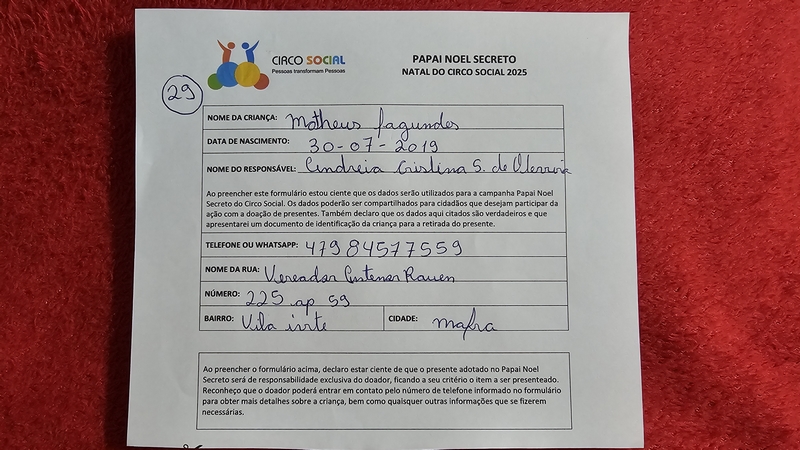 CIRCO SOCIAL
Pessoas transformam Pessoas
PAPAI NOEL SECRETO
NATAL DO CIRCO SOCIAL 2025
29
NOME DA CRIANÇA: Matheus fagundes
DATA DE NASCIMENTO: 30-07-2019
NOME DO RESPONSÁVEL: Andreia Cristina S. de
Ao preencher este formulário estou ciente que os dados serão utilizados para a campanha Papai Noel
Secreto do Circo Social. Os dados poderão ser compartilhados para cidadãos que desejam participar da
ação com a doação de presentes. Também declaro que os dados aqui citados são verdadeiros e que
apresentarei um documento de identificação da criança para a retirada do presente.
TELEFONE OU WHATSAPP: 47984577559
NOME DA RUA: Vereador Rauen
NÚMERO: 225 ap 59
BAIRRO: Vila CIDADE: mafra
Ao preencher o formulário acima, declaro estar ciente de que o presente adotado no Papai Noel
Secreto será de responsabilidade exclusiva do doador, ficando a seu critério o item a ser presenteado.
Reconheço que o doador poderá entrar em contato pelo número de telefone informado no formulário
para obter mais detalhes sobre a criança, bem como quaisquer outras informações que se fizerem
necessárias.